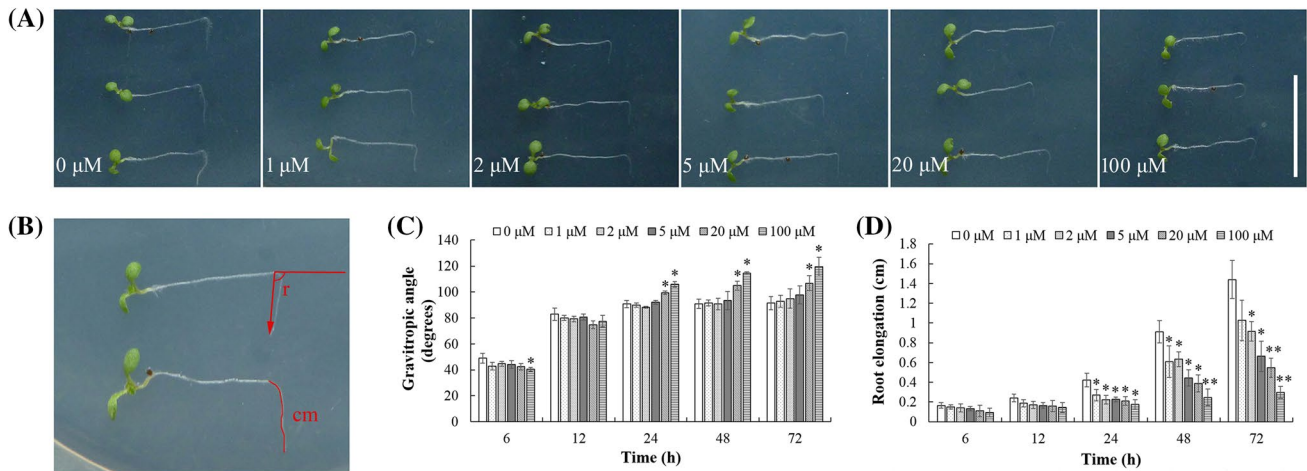 (A)
0 μM
1 μM
2 μM
5 μM
20 μM
100 μM
(B)
r
cm
(C)
0 μM 1 μM 2 μM 5 μM 20 μM 100 μM
140
120
100
80
60
40
20
0
Gravitropic angle
(degrees)
*
* *
* *
* *
6 12 24 48 72
Time (h)
(D)
0 μM 1 μM 2 μM 5 μM 20 μM 100 μM
1.8
1.6
1.4
1.2
1
0.8
0.6
0.4
0.2
0
Root elongation (cm)
* * * * *
* * * * **
* * ** **
6 12 24 48 72
Time (h)